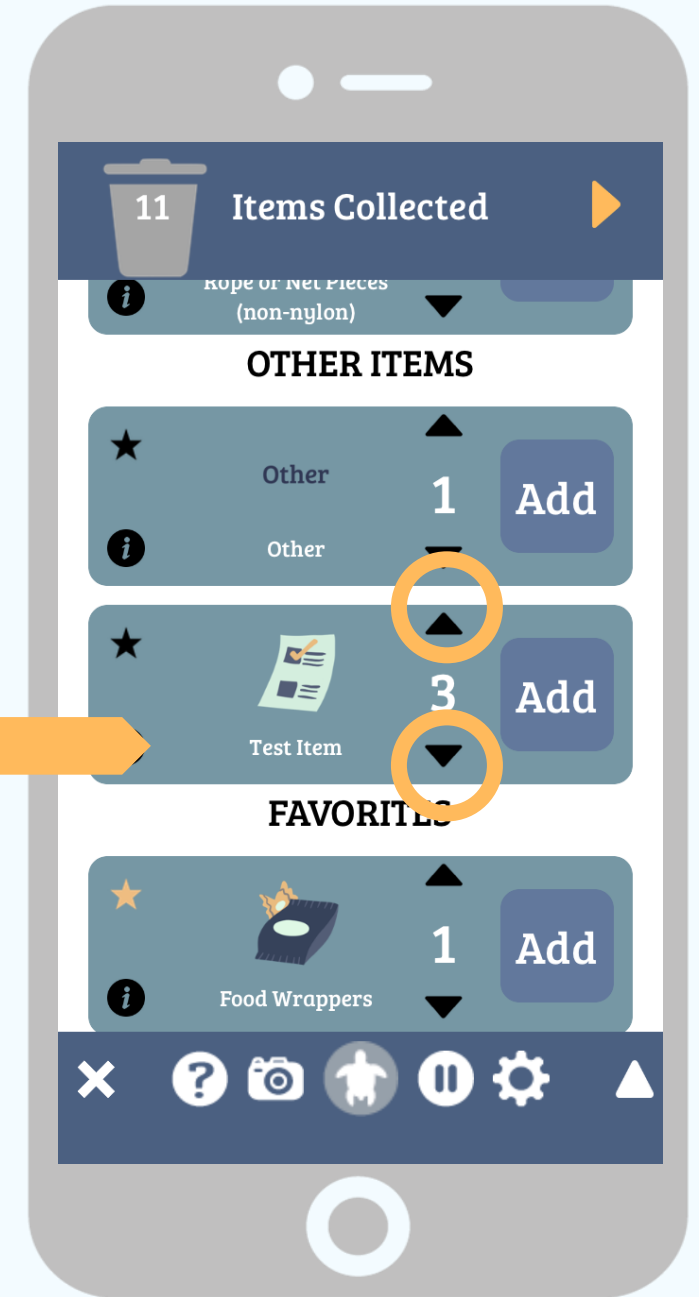 11
Items Collected
Rope or Net Pieces
(non-nylon)
OTHER ITEMS
Other
1
Add
i
Other
3
Add
Test Item
FAVORITES
1
Add
i
Food Wrappers
?